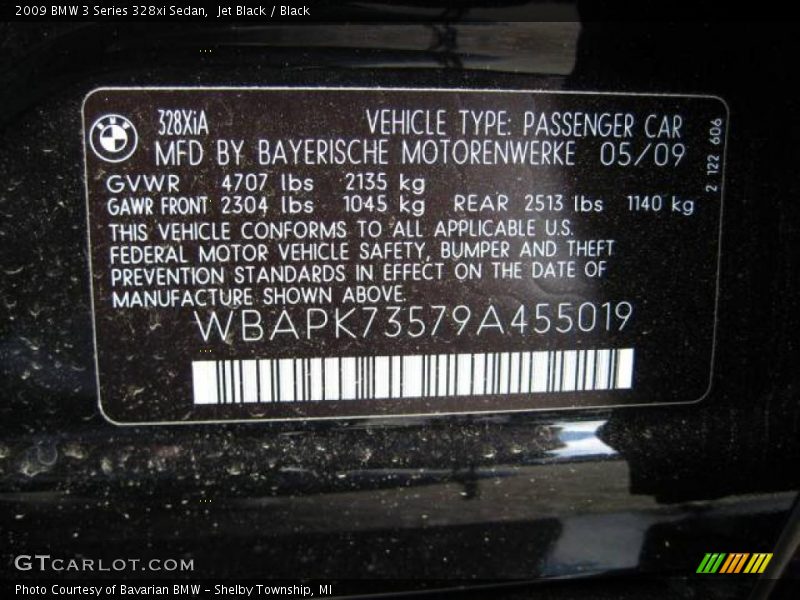 2009 BMW 3 Series 328xi Sedan, Jet Black / Black
BMW
328XiA VEHICLE TYPE: PASSENGER CAR
MFD BY BAYERISCHE MOTORENWERKE 05/09
GVWR 4707 lbs 2135 kg
GAWR FRONT 2304 lbs 1045 kg REAR 2513 lbs 1140 kg
THIS VEHICLE CONFORMS TO ALL APPLICABLE U.S.
FEDERAL MOTOR VEHICLE SAFETY, BUMPER AND THEFT
PREVENTION STANDARDS IN EFFECT ON THE DATE OF
MANUFACTURE SHOWN ABOVE.
WBAPK73579A455019
2 122 606
GTCARLOT.COM
Photo Courtesy of Bavarian BMW - Shelby Township, MI